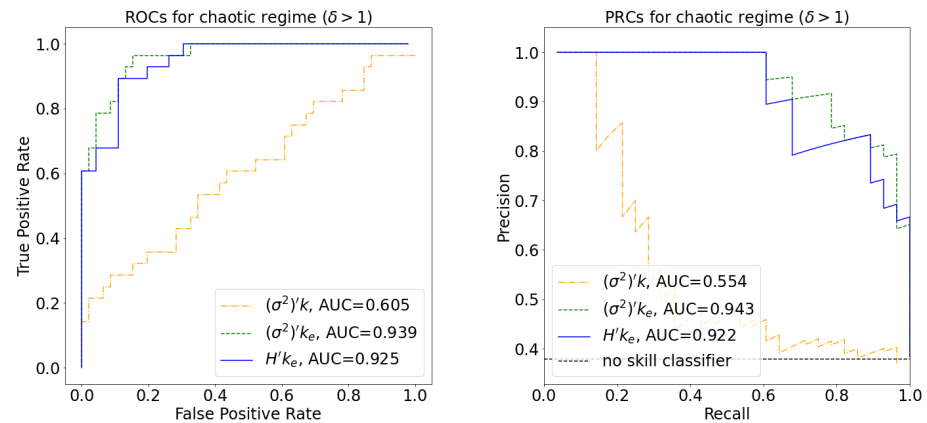 ROCs for chaotic regime (δ > 1)
1.0
0.8
0.6
0.4
0.2
0.0
True Positive Rate
(σ²)′k, AUC=0.605
(σ²)′kₑ, AUC=0.939
H′kₑ, AUC=0.925
0.0 0.2 0.4 0.6 0.8 1.0
False Positive Rate
PRCs for chaotic regime (δ > 1)
1.0
0.9
0.8
0.7
0.6
0.5
0.4
Precision
(σ²)′k, AUC=0.554
(σ²)′kₑ, AUC=0.943
H′kₑ, AUC=0.922
no skill classifier
0.0 0.2 0.4 0.6 0.8 1.0
Recall